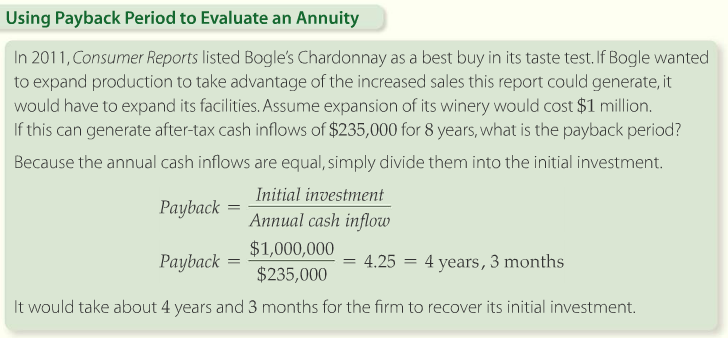 Using Payback Period to Evaluate an Annuity
In 2011, Consumer Reports listed Bogle's Chardonnay as a best buy in its taste test. If Bogle wanted
to expand production to take advantage of the increased sales this report could generate, it
would have to expand its facilities. Assume expansion of its winery would cost $1 million.
If this can generate after-tax cash inflows of $235,000 for 8 years, what is the payback period?
Because the annual cash inflows are equal, simply divide them into the initial investment.
Payback = Initial investment / Annual cash inflow
Payback = $1,000,000 / $235,000 = 4.25 = 4 years, 3 months
It would take about 4 years and 3 months for the firm to recover its initial investment.